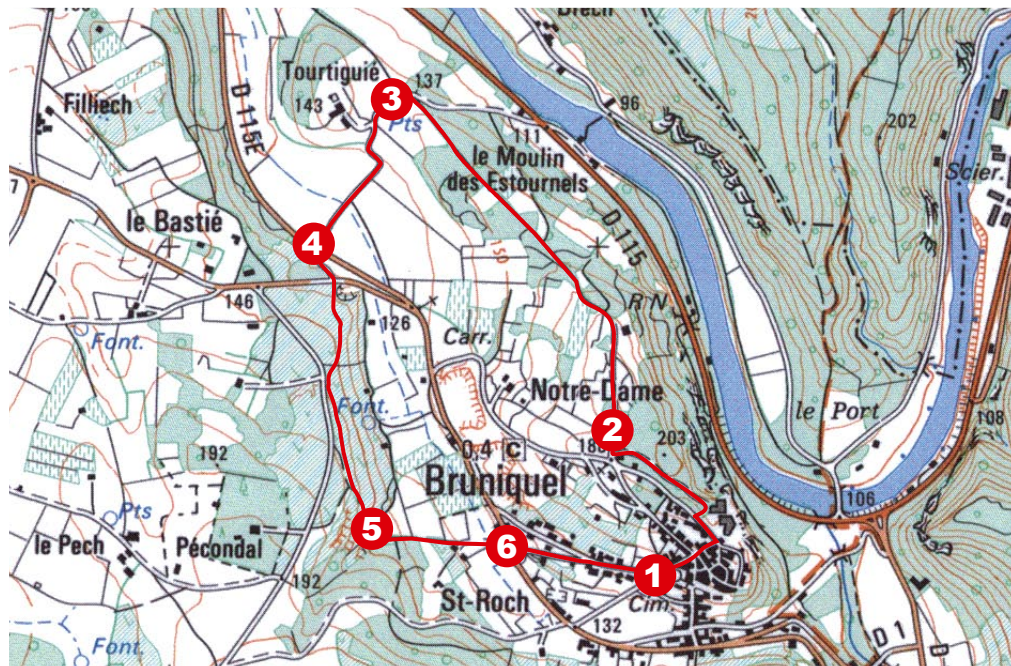 Tourtiguié
137
3
143
Pts
Filliech
D 115E
96
111
202
Scier.
le Moulin
des Estournels
le Bastié
4
D 115
150
R N
146
126
Font.
Carr.
Notre-Dame
le Port
108
Font.
2
203
0,4 C
192
Bruniquel
106
Pts
5
le Pech
Pécondal
6
1
192
St-Roch
Cim.
132
D 1
D
Font.